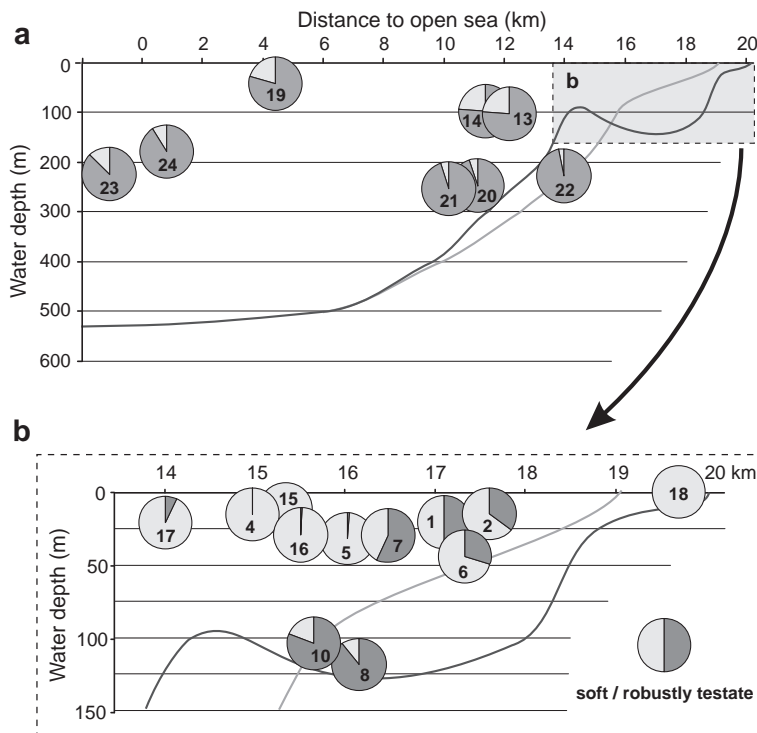 Distance to open sea (km)
a
0 2 4 6 8 10 12 14 16 18 20
Water depth (m)
0
100
200
300
400
500
600
b
19
14 13
24
23
21 20 22
b
14 15 16 17 18 19 20 km
Water depth (m)
0
50
100
150
17 4 15 16 5 7 1 2 6 18
10 8
soft / robustly testate